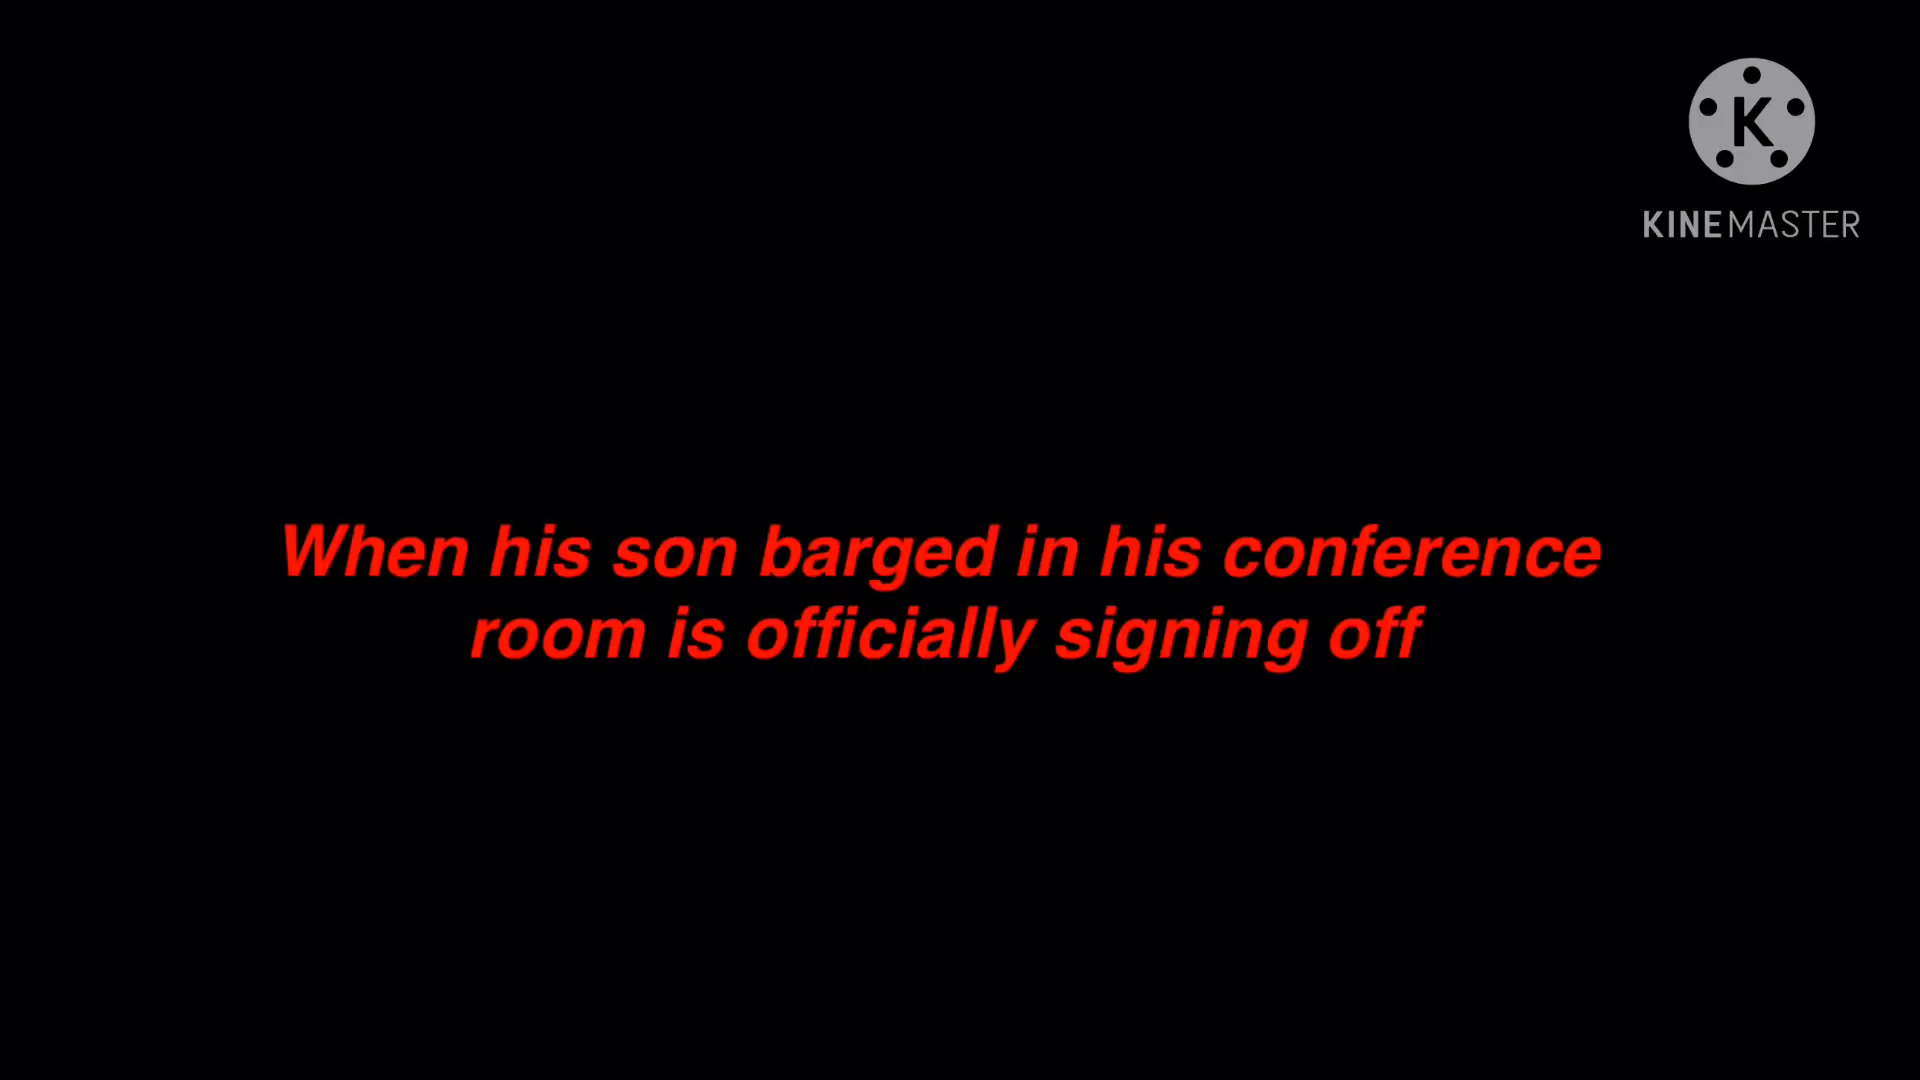 K
KINEMASTER
When his son barged in his conference
room is officially signing off